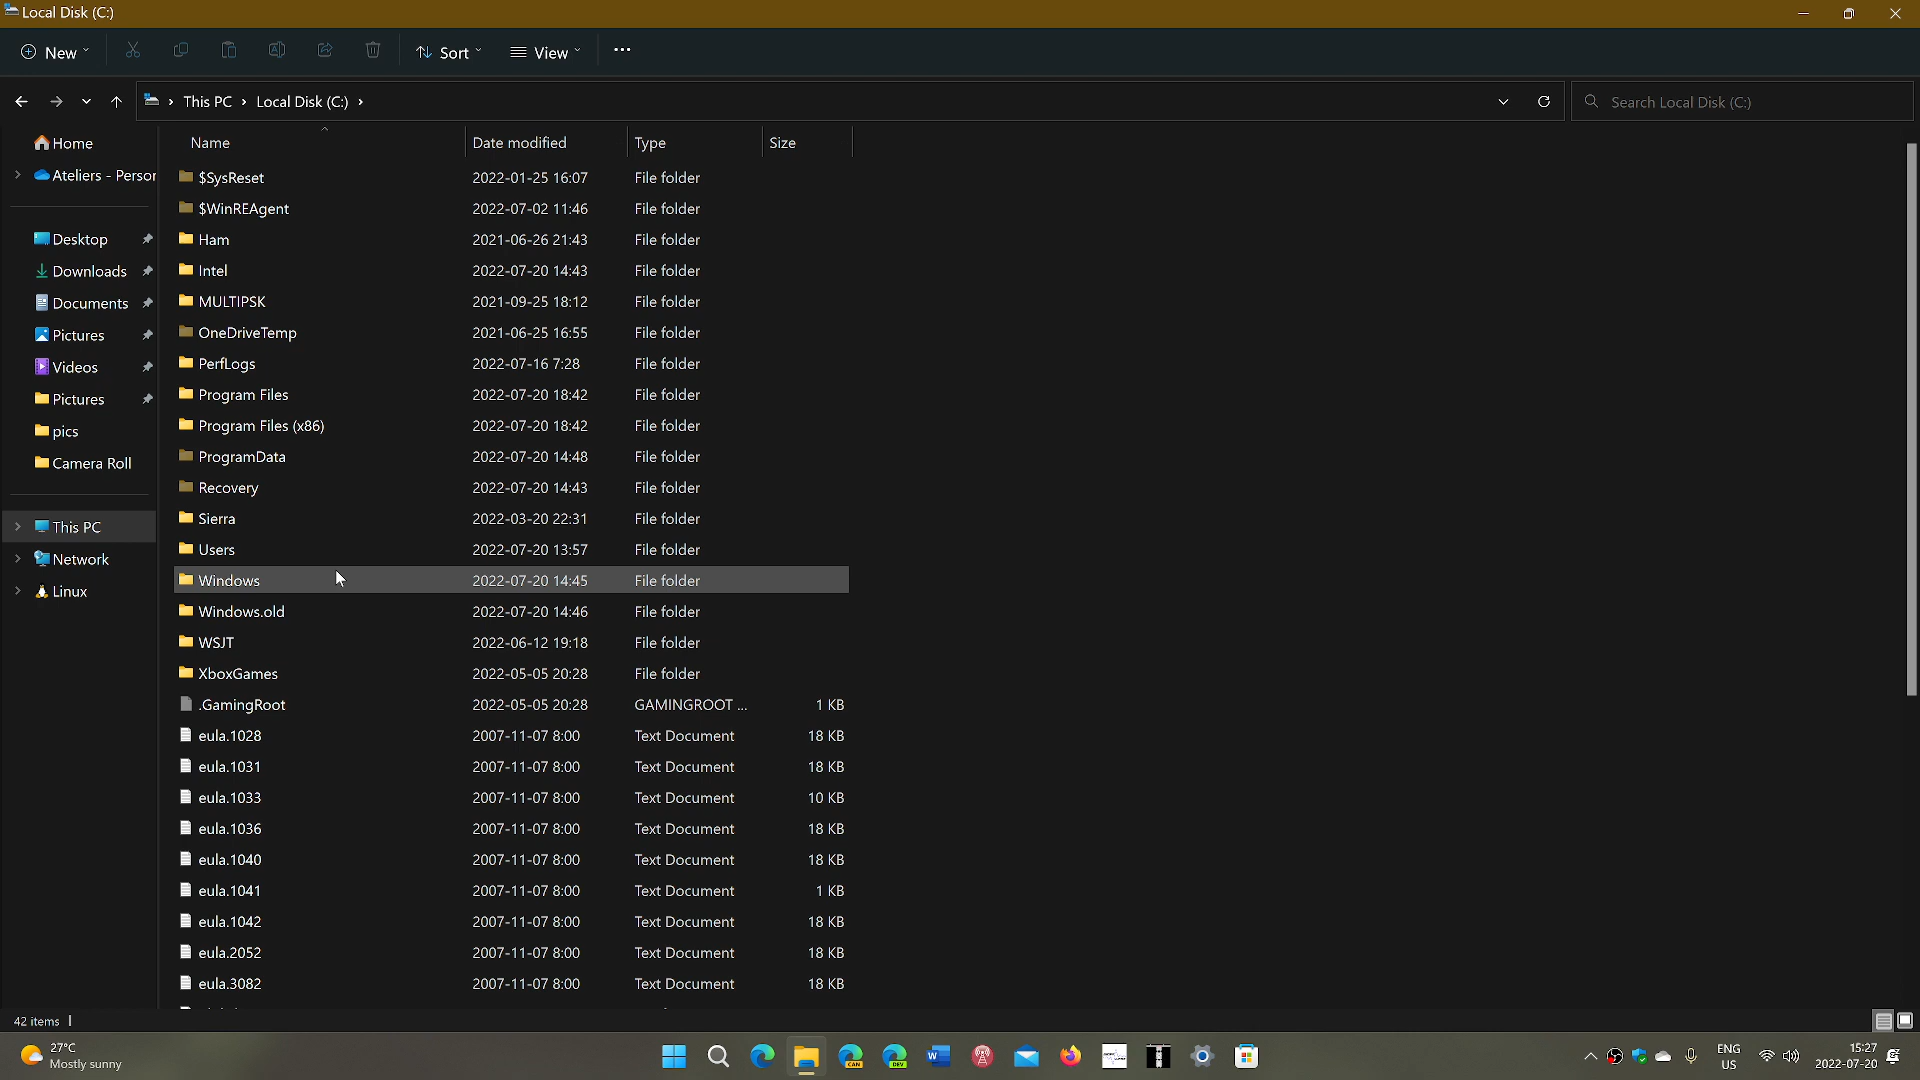 Local Disk (C:)
New
Sort
View
This PC
Local Disk (C:)
Search Local Disk (C:)
Home
Ateliers - Person
Desktop
Downloads
Documents
Pictures
Videos
Pictures
pics
Camera Roll
This PC
Network
Linux
Name Date modified Type Size
$SysReset 2022-01-25 16:07 File folder
$WinREAgent 2022-07-02 11:46 File folder
Ham 2021-06-26 21:43 File folder
Intel 2022-07-20 14:43 File folder
MULTIPSK 2021-09-25 18:12 File folder
OneDriveTemp 2021-06-25 16:55 File folder
PerfLogs 2022-07-16 7:28 File folder
Program Files 2022-07-20 18:42 File folder
Program Files (x86) 2022-07-20 18:42 File folder
ProgramData 2022-07-20 14:48 File folder
Recovery 2022-07-20 14:43 File folder
Sierra 2022-03-20 22:31 File folder
Users 2022-07-20 13:57 File folder
Windows 2022-07-20 14:45 File folder
Windows.old 2022-07-20 14:46 File folder
WSJT 2022-06-12 19:18 File folder
XboxGames 2022-05-05 20:28 File folder
.GamingRoot 2022-05-05 20:28 GAMINGROOT ... 1 KB
eula.1028 2007-11-07 8:00 Text Document 18 KB
eula.1031 2007-11-07 8:00 Text Document 18 KB
eula.1033 2007-11-07 8:00 Text Document 10 KB
eula.1036 2007-11-07 8:00 Text Document 18 KB
eula.1040 2007-11-07 8:00 Text Document 18 KB
eula.1041 2007-11-07 8:00 Text Document 1 KB
eula.1042 2007-11-07 8:00 Text Document 18 KB
eula.2052 2007-11-07 8:00 Text Document 18 KB
eula.3082 2007-11-07 8:00 Text Document 18 KB
42 items
27°C
Mostly sunny
CAN
DEV
ENG
US
15:27
2022-07-20